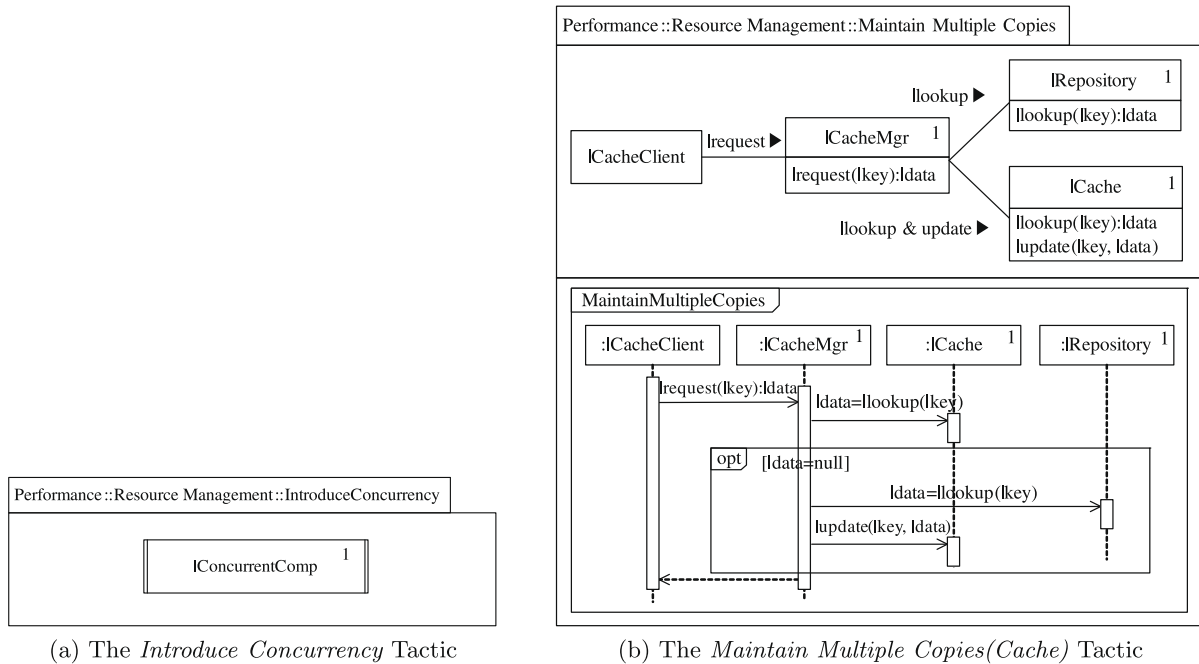 Performance::Resource Management::IntroduceConcurrency
|ConcurrentComp
1
(a) The Introduce Concurrency Tactic
Performance::Resource Management::Maintain Multiple Copies
|CacheClient
|request ▶
|CacheMgr 1
|request(|key):|data
|lookup ▶
|Repository 1
|lookup(|key):|data
|lookup & update ▶
|Cache 1
|lookup(|key):|data
|update(|key, |data)
MaintainMultipleCopies
:|CacheClient
:|CacheMgr 1
:|Cache 1
:|Repository 1
|request(|key):|data
|data=|lookup(|key)
opt
[|data=null]
|data=|lookup(|key)
|update(|key, |data)
(b) The Maintain Multiple Copies(Cache) Tactic